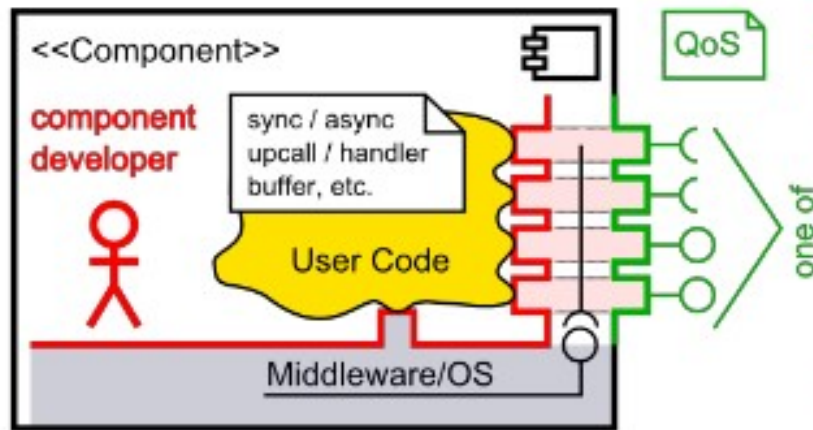 <<Component>>
QoS
component
developer
sync / async
upcall / handler
buffer, etc.
User Code
one of
Middleware/OS